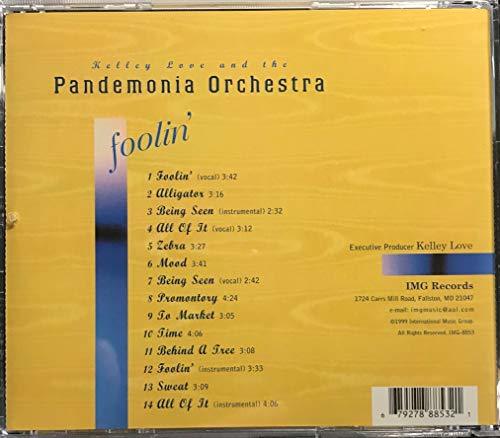 Kelley Love and the
Pandemonia Orchestra
foolin'
1 Foolin' (vocal) 3:42
2 Alligator 3:16
3 Being Seen (instrumental) 2:32
4 All Of It (vocal) 3:12
5 Zebra 3:27
6 Mood 3:41
7 Being Seen (vocal) 2:42
8 Promontory 4:24
9 To Market 3:05
10 Time 4:06
11 Behind A Tree 3:08
12 Foolin' (instrumental) 3:33
13 Sweat 3:09
14 All Of It (instrumental) 4:06
Executive Producer Kelley Love
IMG Records
1724 Carrs Mill Road, Fallston, MD 21047
e-mail: imgmusic@aol.com
©1999 International Music Group.
All Rights Reserved. IMG-8853
6 79278 88532 1